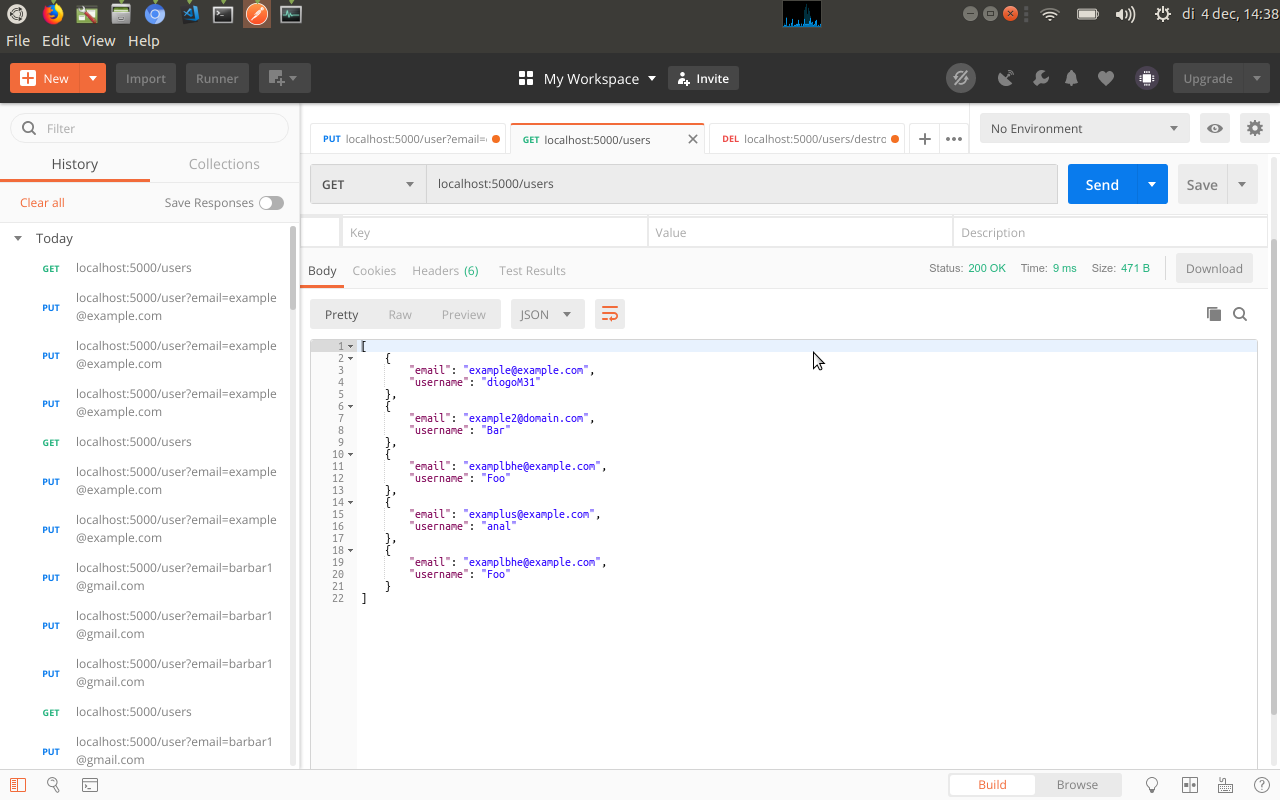 di 4 dec, 14:38
File Edit View Help
New Import Runner My Workspace Invite Upgrade
Filter
History Collections
Clear all Save Responses
Today
GET localhost:5000/users
PUT localhost:5000/user?email=example
@example.com
PUT localhost:5000/user?email=example
@example.com
PUT localhost:5000/user?email=example
@example.com
GET localhost:5000/users
PUT localhost:5000/user?email=example
@example.com
PUT localhost:5000/user?email=example
@example.com
PUT localhost:5000/user?email=barbar1
@gmail.com
PUT localhost:5000/user?email=barbar1
@gmail.com
PUT localhost:5000/user?email=barbar1
@gmail.com
GET localhost:5000/users
PUT localhost:5000/user?email=barbar1
@gmail.com
PUT localhost:5000/user?email= GET localhost:5000/users DEL localhost:5000/users/destro No Environment
GET localhost:5000/users Send Save
Key Value Description
Body Cookies Headers (6) Test Results Status: 200 OK Time: 9 ms Size: 471 B Download
Pretty Raw Preview JSON
1 [
2 {
3 "email": "example@example.com",
4 "username": "diogoM31"
5 },
6 {
7 "email": "example2@domain.com",
8 "username": "Bar"
9 },
10 {
11 "email": "examplbhe@example.com",
12 "username": "Foo"
13 },
14 {
15 "email": "examplus@example.com",
16 "username": "anal"
17 },
18 {
19 "email": "examplbhe@example.com",
20 "username": "Foo"
21 }
22 ]
Build Browse